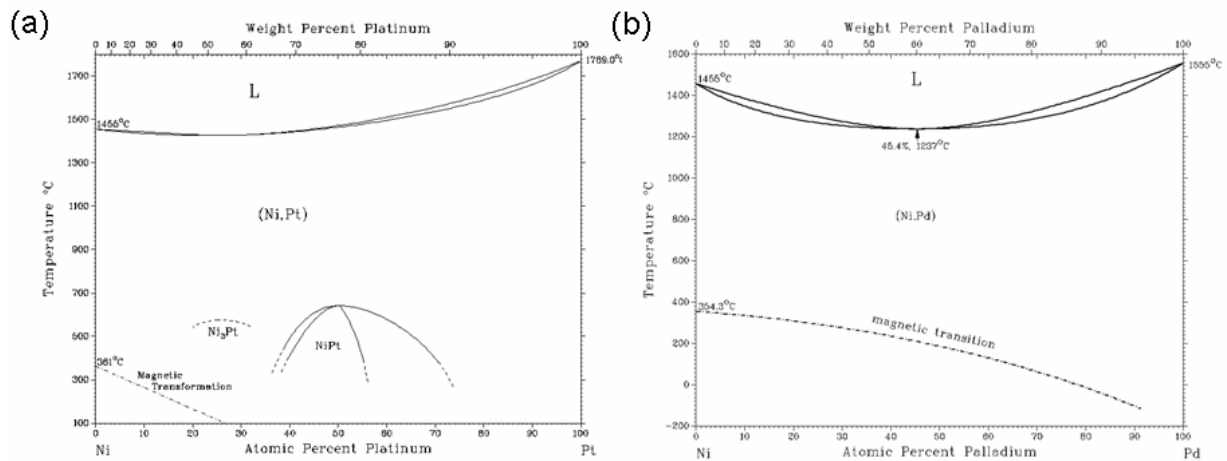 (a)
Weight Percent Platinum
0 10 20 30 40 50 60 70 80 90 100
1769.0°C
1700
L
1500
1455°C
1300
1100
(Ni,Pt)
900
700
Ni3Pt
NiPt
500
361°C
Magnetic
Transformation
300
100
Temperature °C
0 10 20 30 40 50 60 70 80 90 100
Ni
Atomic Percent Platinum
Pt
(b)
Weight Percent Palladium
0 10 20 30 40 50 60 70 80 90 100
1600
1555°C
1455°C
L
1400
1200
45.4%, 1237°C
1000
800
(Ni,Pd)
600
400
354.3°C
magnetic transition
200
0
-200
Temperature °C
0 10 20 30 40 50 60 70 80 90 100
Ni
Atomic Percent Palladium
Pd